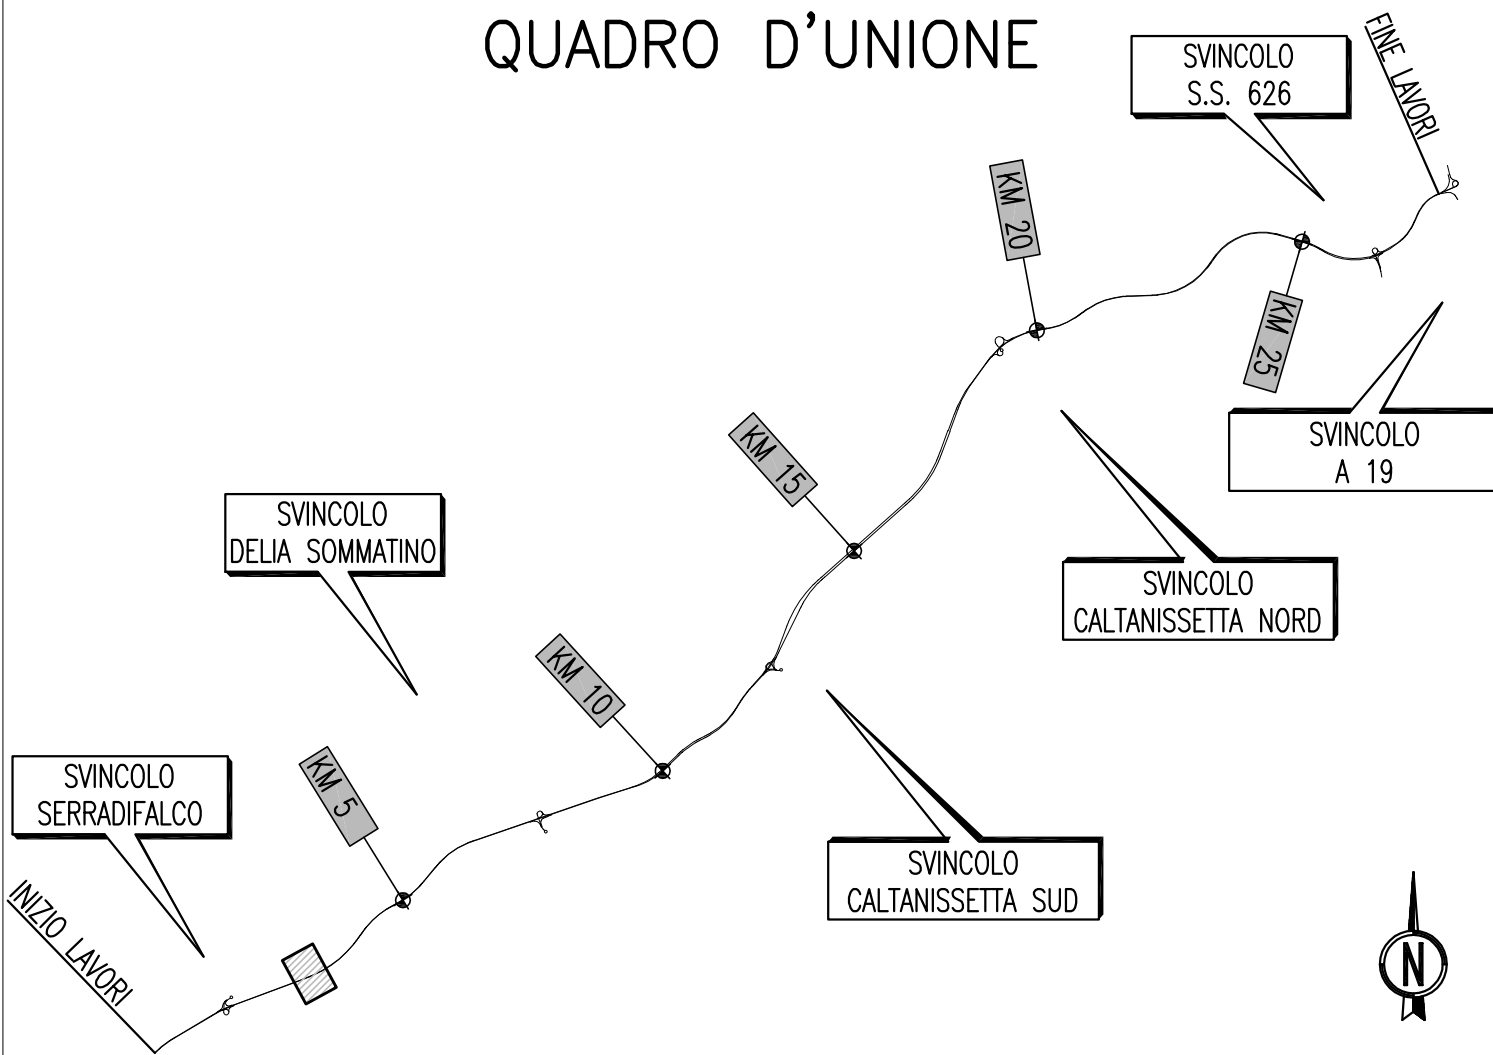 QUADRO D'UNIONE
SVINCOLO
S.S. 626
FINE LAVORI
KM 20
KM 25
SVINCOLO
A 19
KM 15
SVINCOLO
DELIA SOMMATINO
SVINCOLO
CALTANISSETTA NORD
KM 10
KM 5
SVINCOLO
SERRADIFALCO
SVINCOLO
CALTANISSETTA SUD
INIZIO LAVORI
N